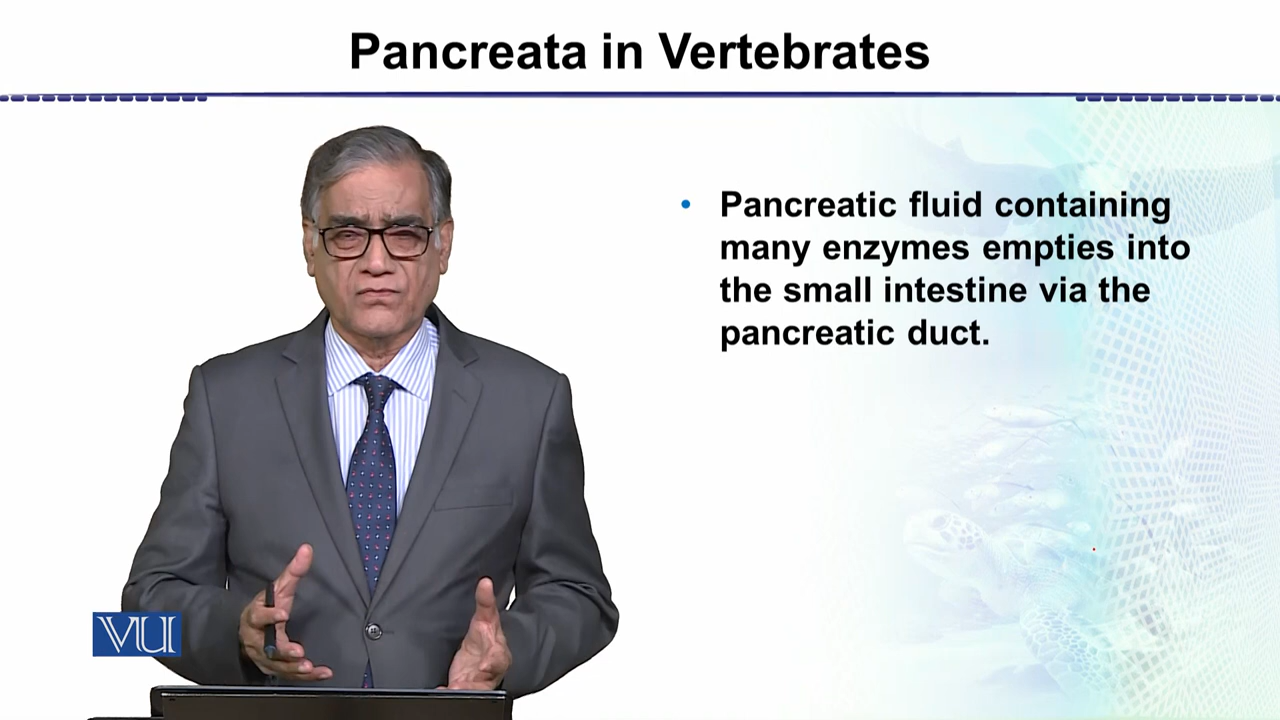 Pancreata in Vertebrates
• Pancreatic fluid containing
many enzymes empties into
the small intestine via the
pancreatic duct.
VU